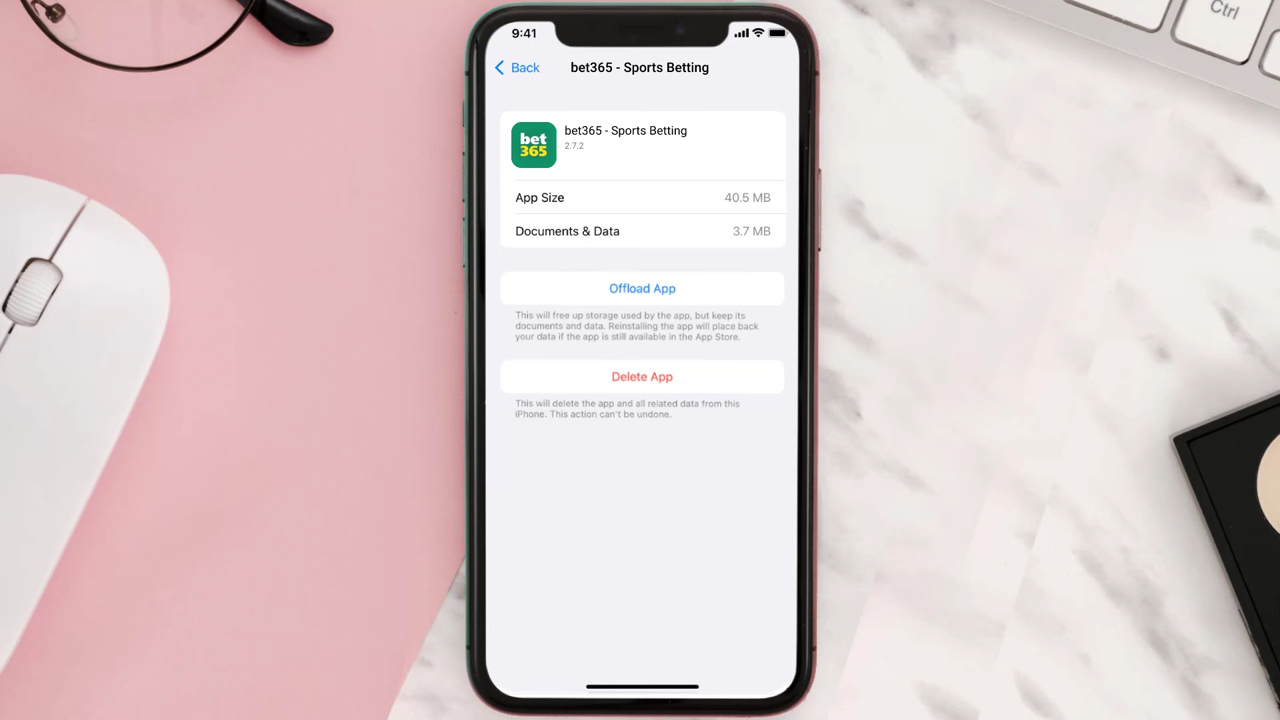 Ctrl
9:41
Back
bet365 - Sports Betting
bet
365
bet365 - Sports Betting
2.7.2
App Size 40.5 MB
Documents & Data 3.7 MB
Offload App
This will free up storage used by the app, but keep its
documents and data. Reinstalling the app will place back
your data if the app is still available in the App Store.
Delete App
This will delete the app and all related data from this
iPhone. This action can't be undone.